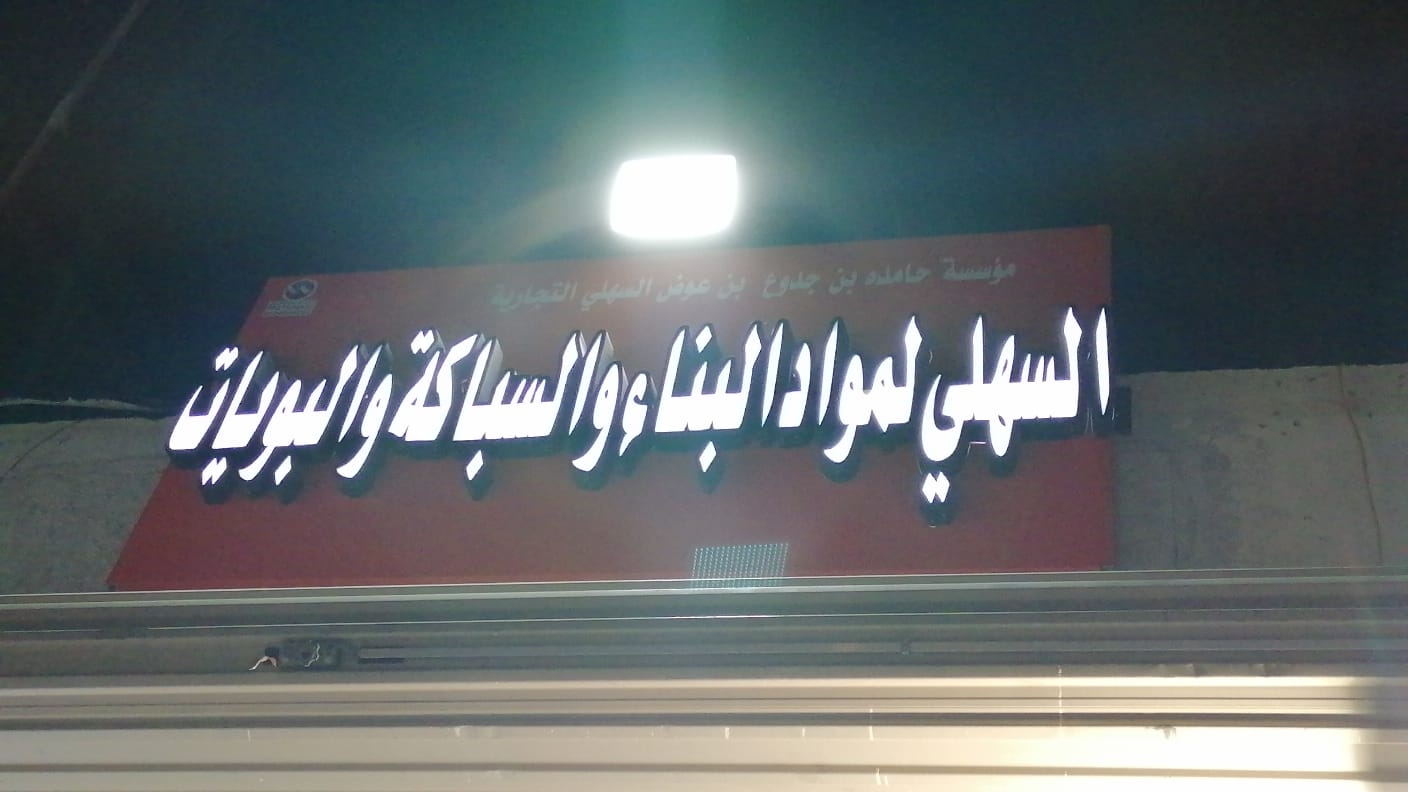 مؤسسة حامد بن جدوع بن عوض السهلي التجارية
السهلي لمواد البناء والسباكة والبويات